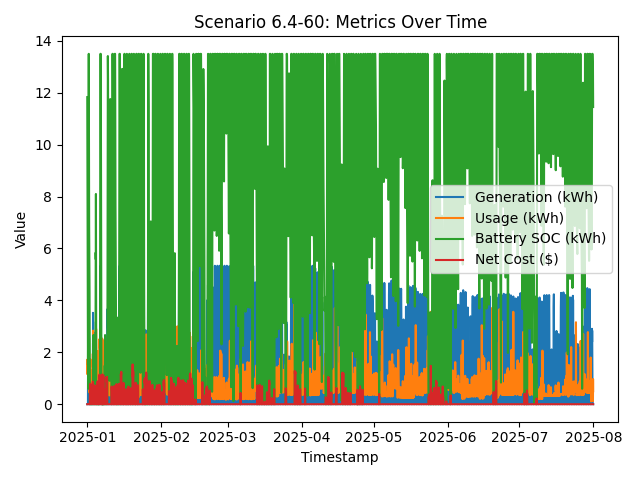 Scenario 6.4-60: Metrics Over Time
Value
14
12
10
8
6
4
2
0
Generation (kWh)
Usage (kWh)
Battery SOC (kWh)
Net Cost ($)
2025-01
2025-02
2025-03
2025-04
2025-05
2025-06
2025-07
2025-08
Timestamp